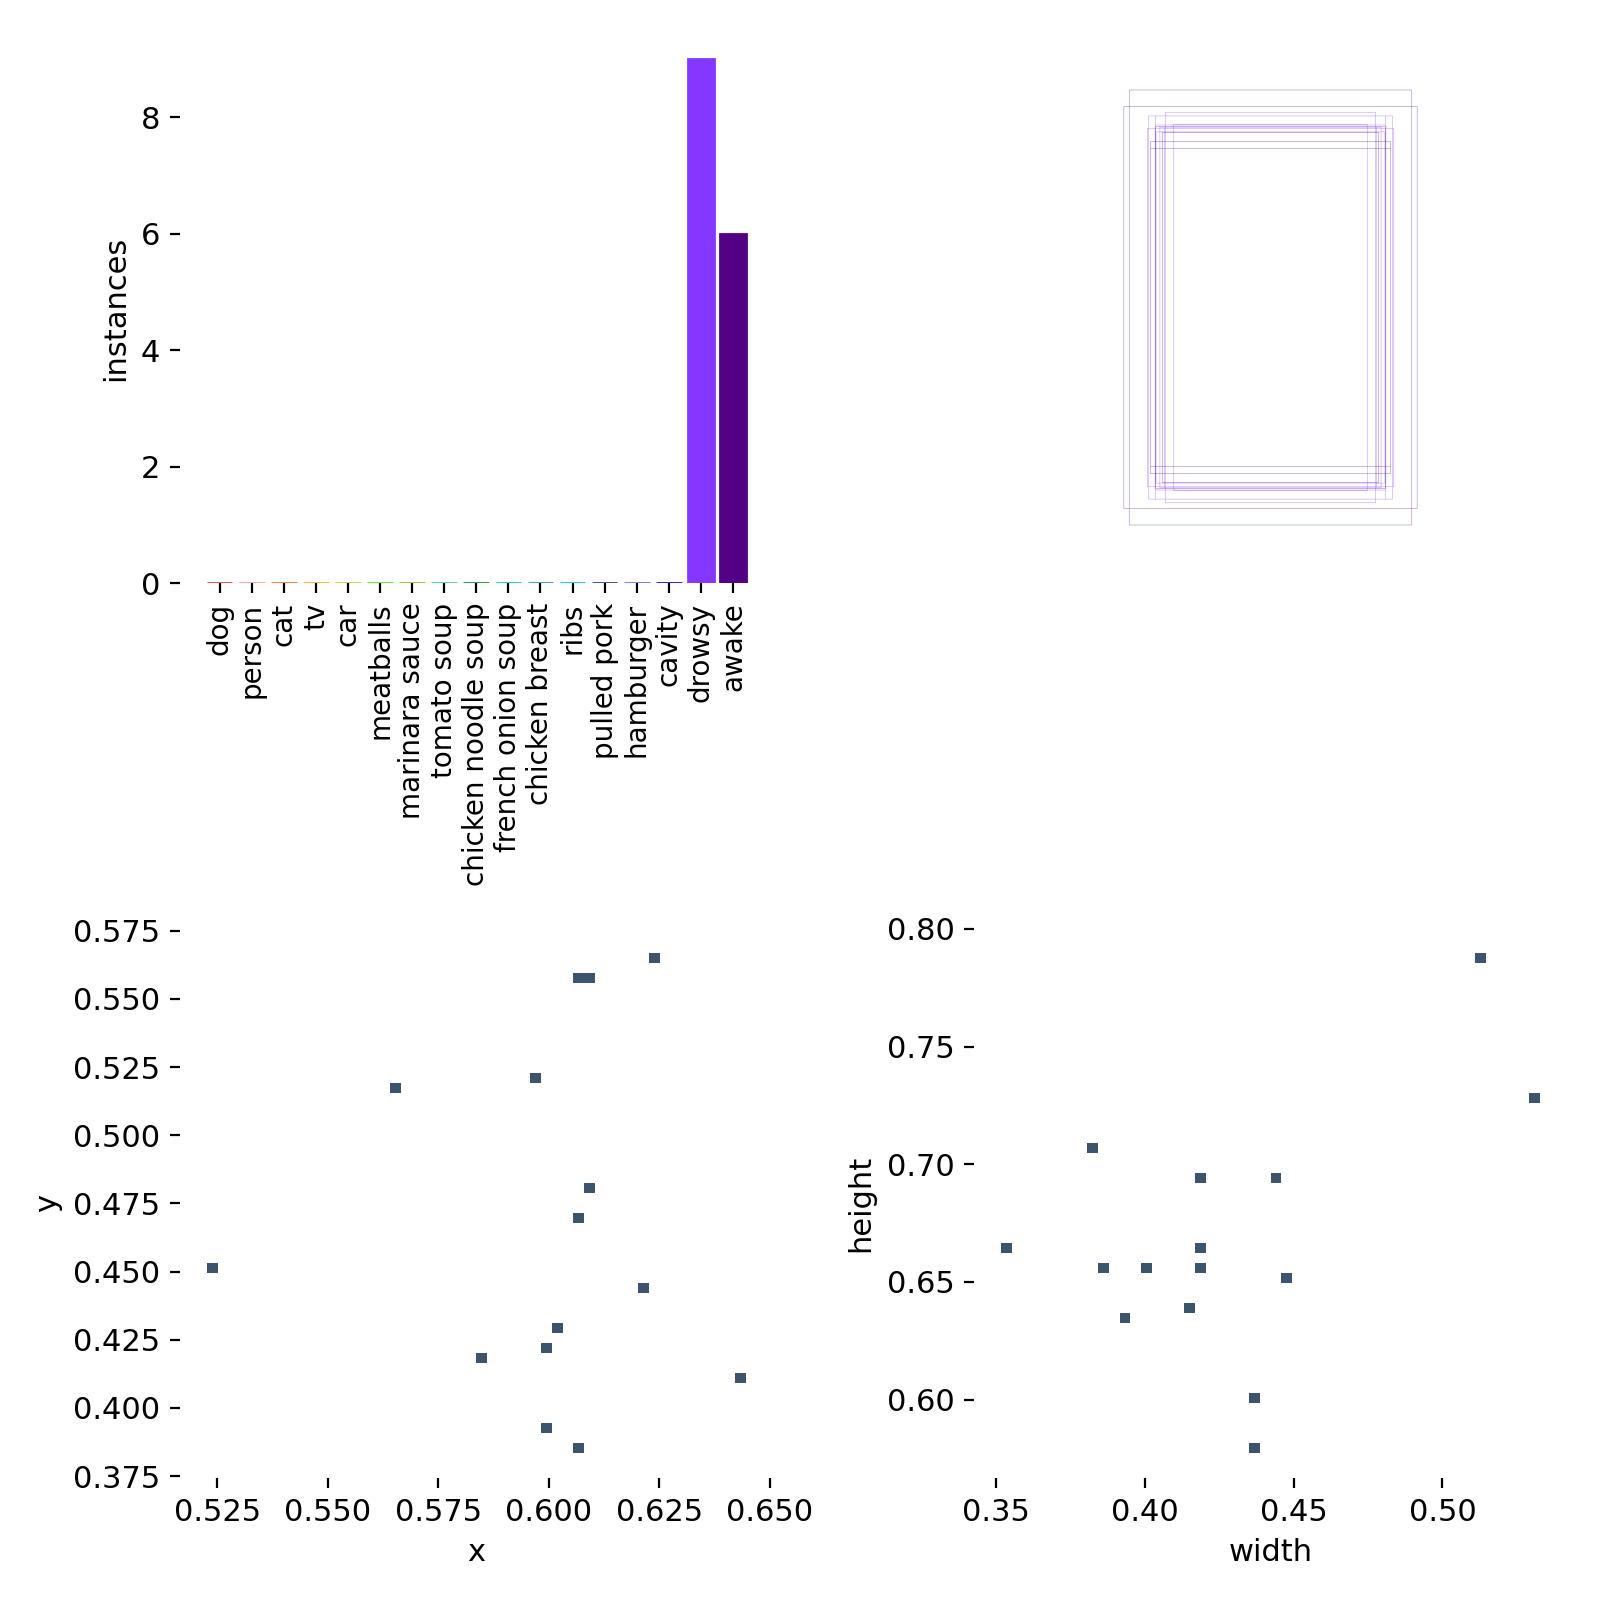 8
6
4
2
0
instances
dog
person
cat
tv
car
meatballs
marinara sauce
tomato soup
chicken noodle soup
french onion soup
chicken breast
ribs
pulled pork
hamburger
cavity
drowsy
awake
0.575
0.550
0.525
0.500
0.475
0.450
0.425
0.400
0.375
y
0.525 0.550 0.575 0.600 0.625 0.650
x
0.80
0.75
0.70
0.65
0.60
height
0.35 0.40 0.45 0.50
width